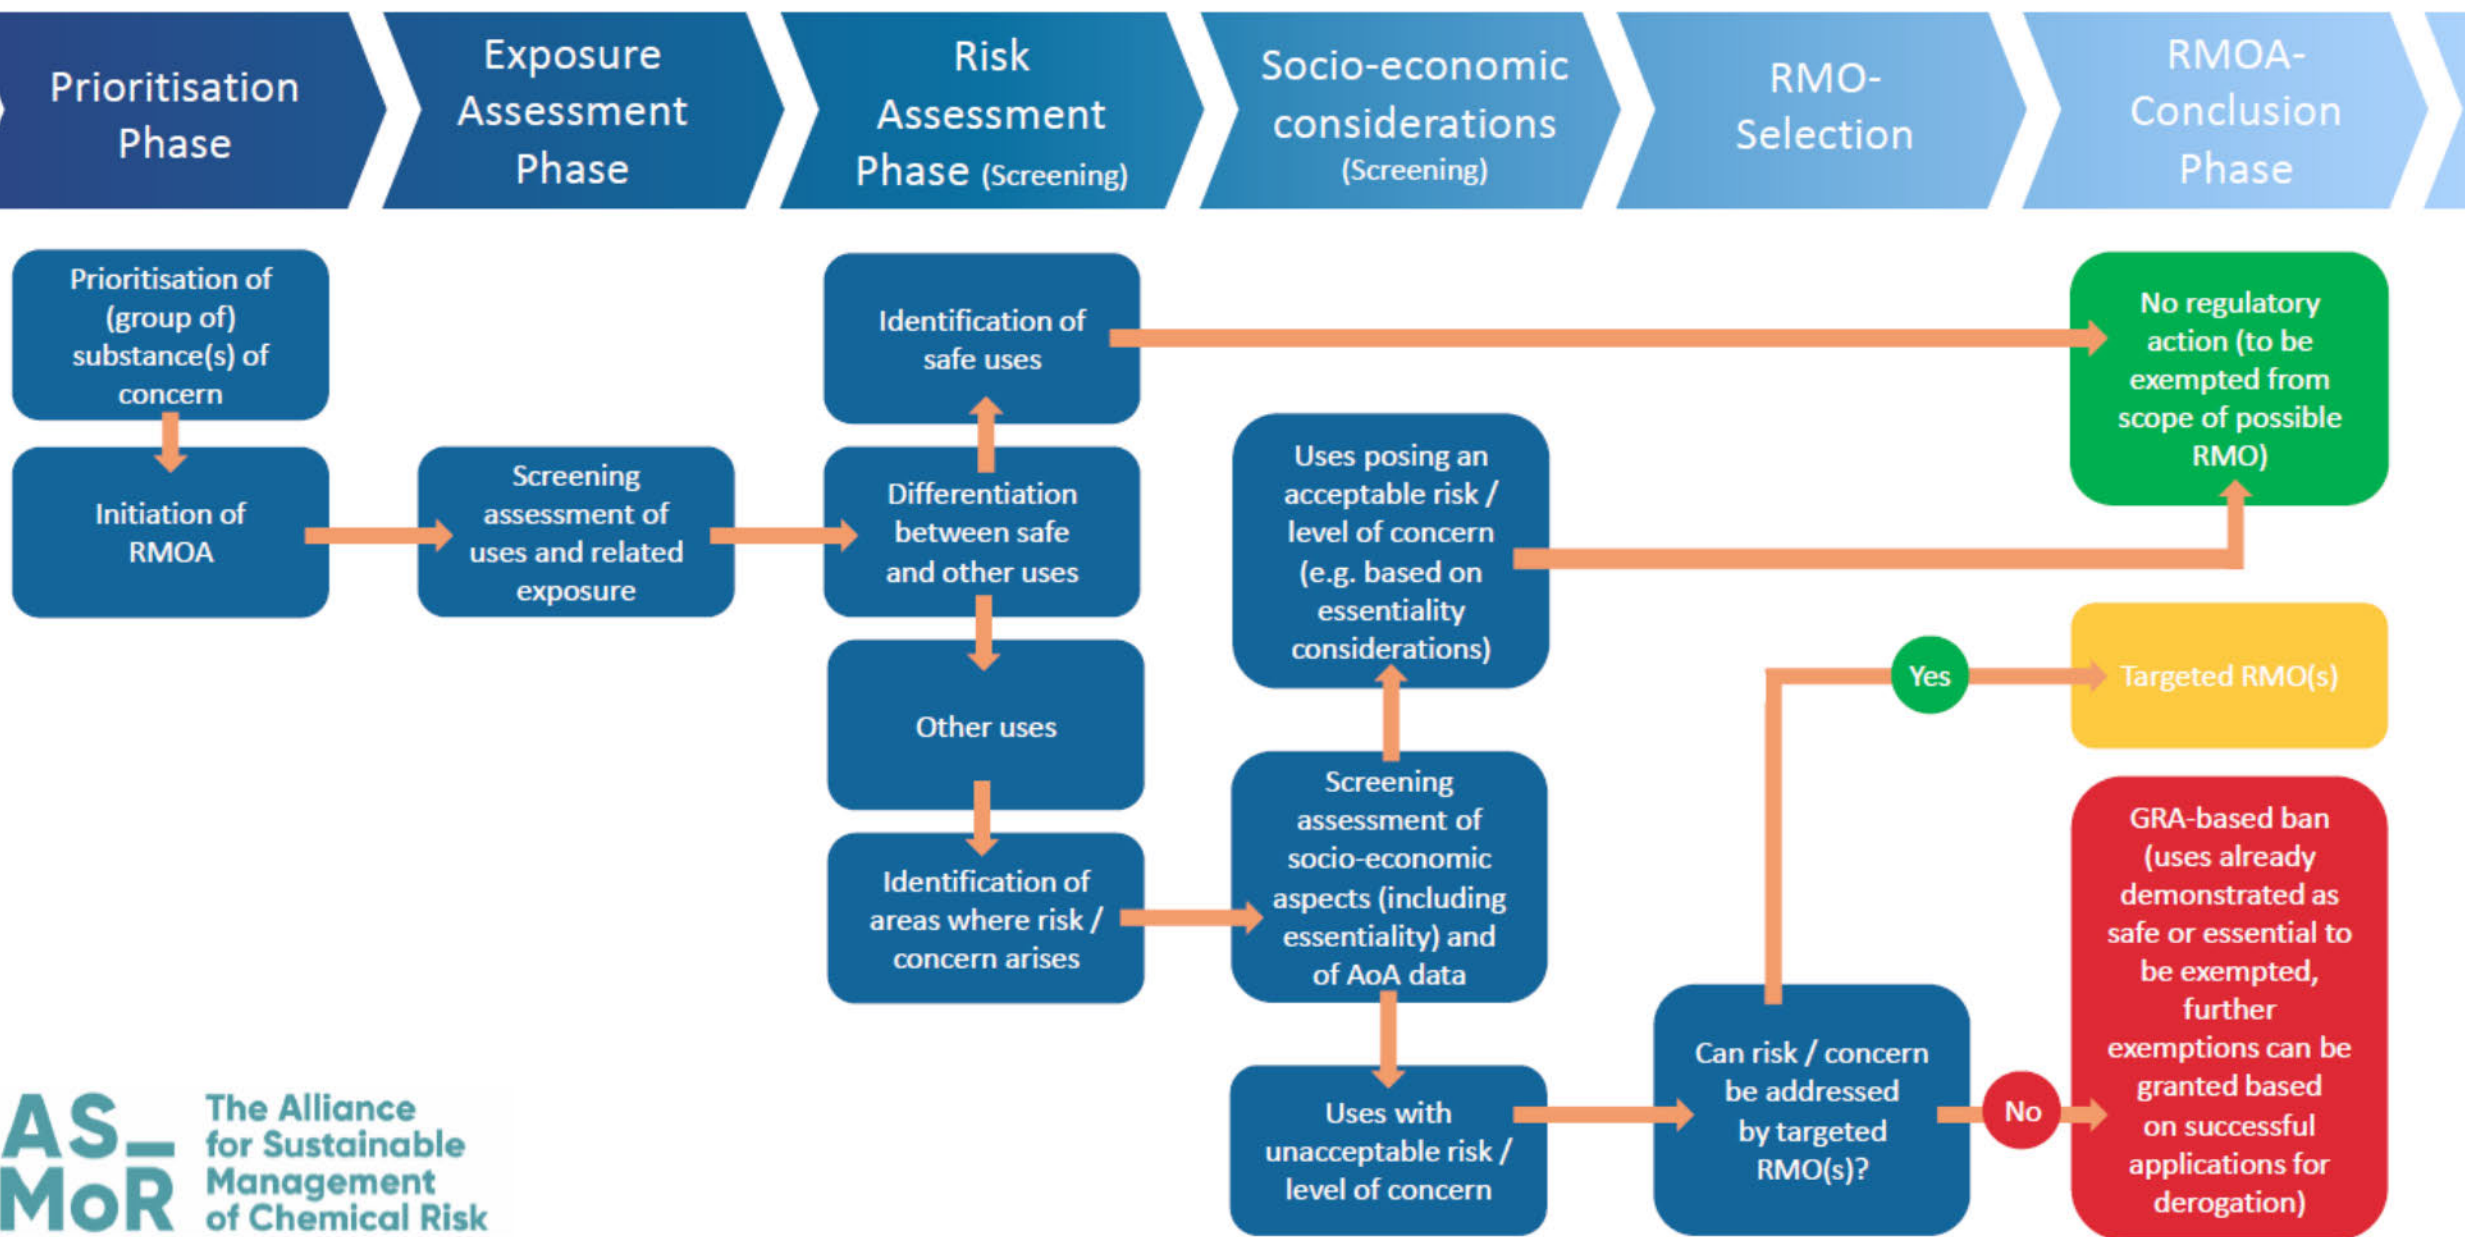 Prioritisation
Phase
Exposure
Assessment
Phase
Risk
Assessment
Phase (Screening)
Socio-economic
considerations
(Screening)
RMO-
Selection
RMOA-
Conclusion
Phase
Prioritisation of
(group of)
substance(s) of
concern
Initiation of
RMOA
Screening
assessment of
uses and related
exposure
Identification of
safe uses
Differentiation
between safe
and other uses
Other uses
Identification of
areas where risk /
concern arises
Uses posing an
acceptable risk /
level of concern
(e.g. based on
essentiality
considerations)
Screening
assessment of
socio-economic
aspects (including
essentiality) and
of AoA data
Uses with
unacceptable risk /
level of concern
Can risk / concern
be addressed
by targeted
RMO(s)?
Yes
No
No regulatory
action (to be
exempted from
scope of possible
RMO)
Targeted RMO(s)
GRA-based ban
(uses already
demonstrated as
safe or essential to
be exempted,
further
exemptions can be
granted based
on successful
applications for
derogation)
AS_
MoR
The Alliance
for Sustainable
Management
of Chemical Risk